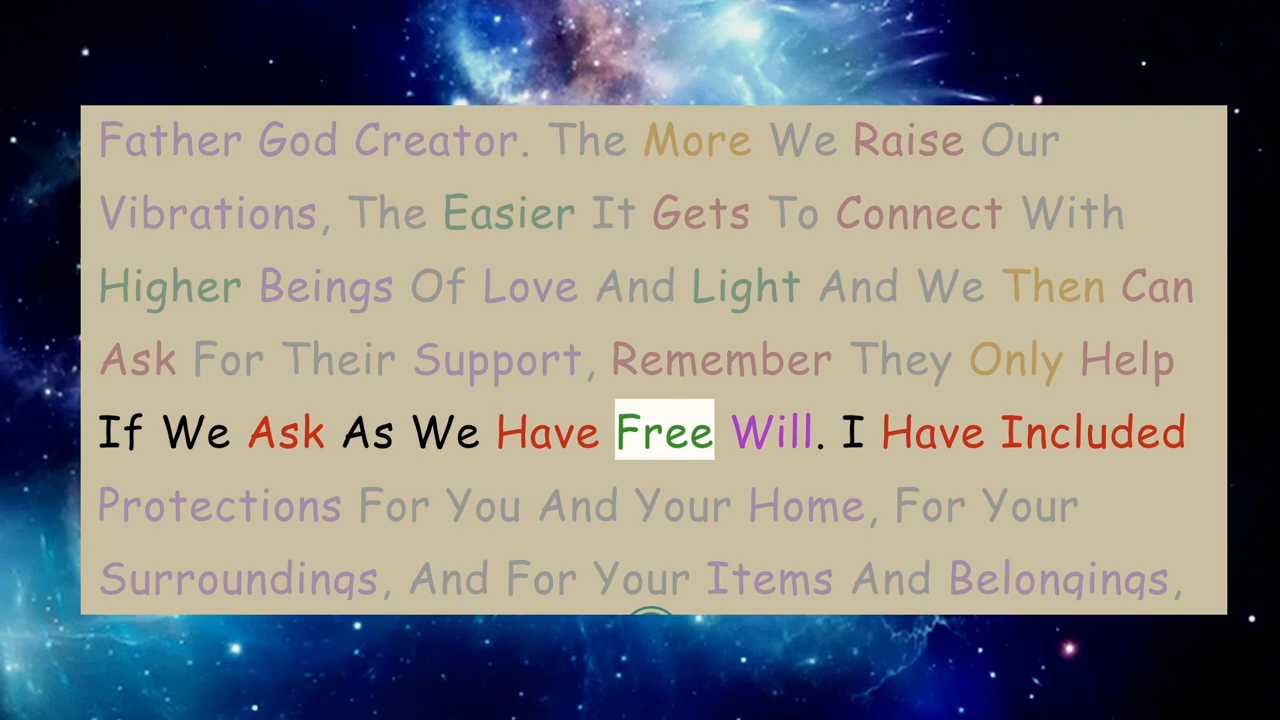 Father God Creator. The More We Raise Our
Vibrations, The Easier It Gets To Connect With
Higher Beings Of Love And Light And We Then Can
Ask For Their Support, Remember They Only Help
If We Ask As We Have Free Will. I Have Included
Protections For You And Your Home, For Your
Surroundings, And For Your Items And Belongings,